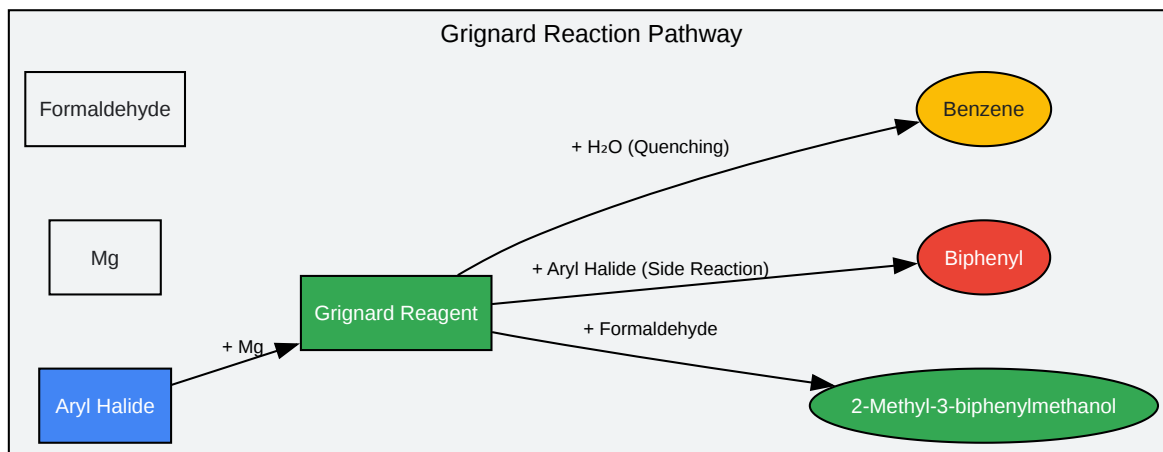 Grignard Reaction Pathway
Formaldehyde
Benzene
+ H₂O (Quenching)
Mg
Biphenyl
+ Aryl Halide (Side Reaction)
Grignard Reagent
+ Formaldehyde
+ Mg
Aryl Halide
2-Methyl-3-biphenylmethanol